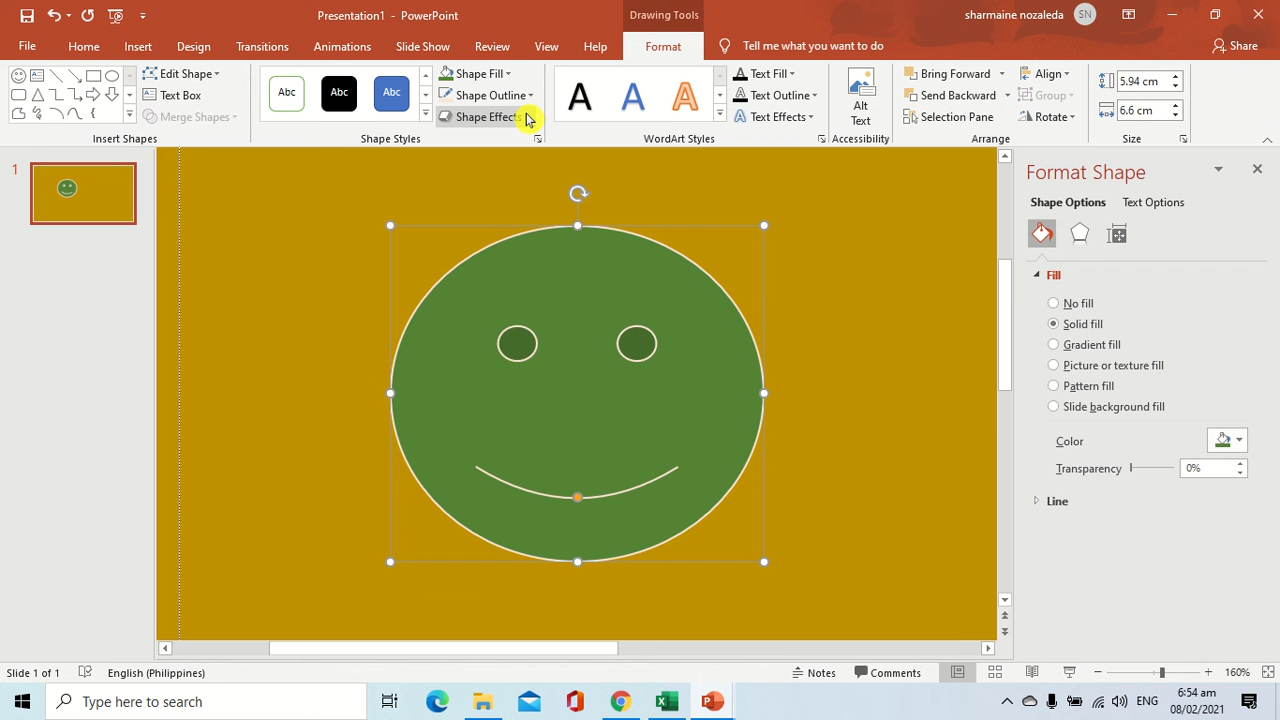 Presentation1 - PowerPoint
Drawing Tools
sharmaine nozaleda
SN
File
Home
Insert
Design
Transitions
Animations
Slide Show
Review
View
Help
Format
Tell me what you want to do
Share
Edit Shape
Text Box
Merge Shapes
Insert Shapes
Abc
Abc
Abc
Shape Fill
Shape Outline
Shape Effects
Shape Styles
A
A
A
Text Fill
Text Outline
Text Effects
WordArt Styles
Alt
Text
Accessibility
Bring Forward
Send Backward
Selection Pane
Align
Group
Rotate
Arrange
5.94 cm
6.6 cm
Size
1
Format Shape
Shape Options
Text Options
Fill
No fill
Solid fill
Gradient fill
Picture or texture fill
Pattern fill
Slide background fill
Color
Transparency
0%
Line
Slide 1 of 1
English (Philippines)
Notes
Comments
160%
Type here to search
ENG
6:54 am
08/02/2021